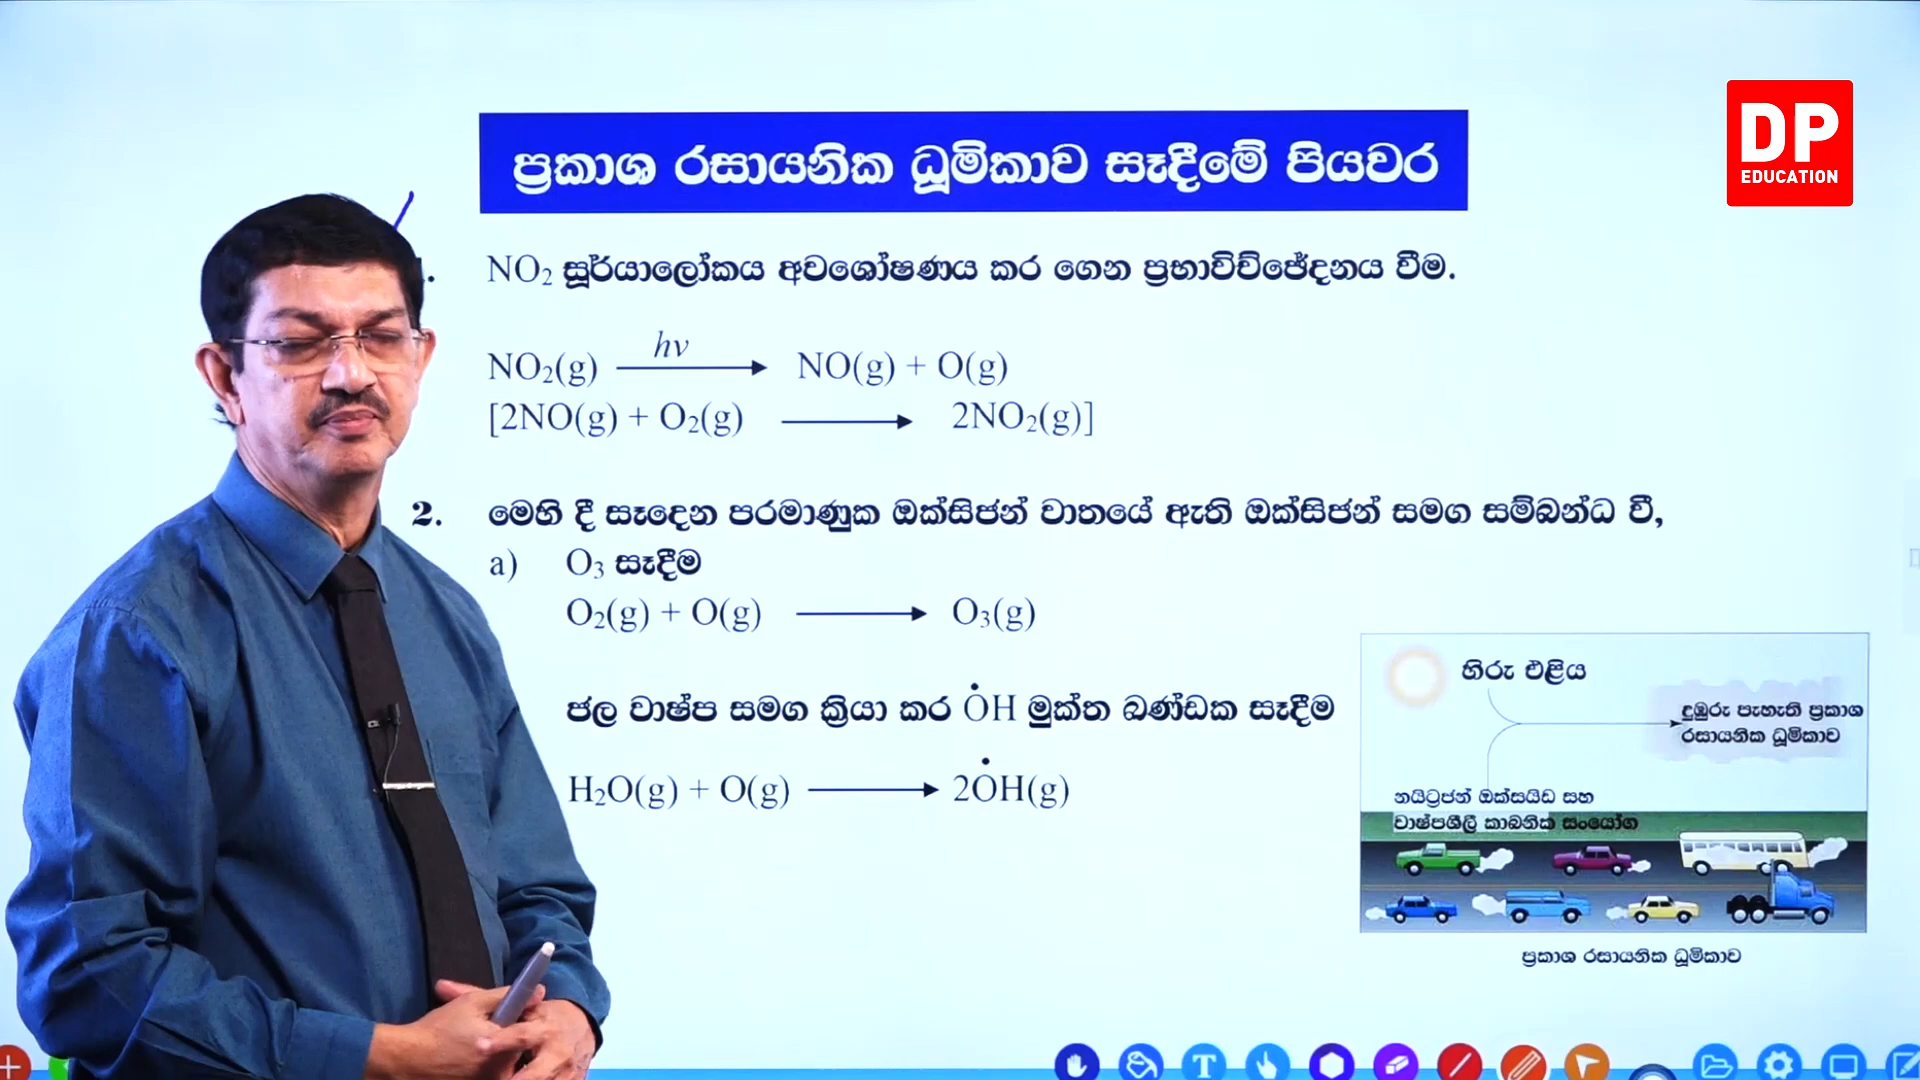 DP
EDUCATION
ප්‍රකාශ රසායනික ධූමිකාව සෑදීමේ පියවර
NO₂ සූර්යාලෝකය අවශෝෂණය කර ගෙන ප්‍රභාවිච්ඡේදනය වීම.
hv
NO₂(g) ⟶ NO(g) + O(g)
[2NO(g) + O₂(g) ⟶ 2NO₂(g)]
2. මෙහි දී සෑදෙන පරමාණුක ඔක්සිජන් වාතයේ ඇති ඔක්සිජන් සමග සම්බන්ධ වී,
a) O₃ සෑදීම
O₂(g) + O(g) ⟶ O₃(g)
ජල වාෂ්ප සමග ක්‍රියා කර ȮH මුක්ත ඛණ්ඩක සෑදීම
H₂O(g) + O(g) ⟶ 2ȮH(g)
හිරු එළිය
දුඹුරු පැහැති ප්‍රකාශ
රසායනික ධූමිකාව
නයිට්‍රජන් ඔක්සයිඩ සහ
වාෂ්පශීලී කාබනික සංයෝග
ප්‍රකාශ රසායනික ධූමිකාව